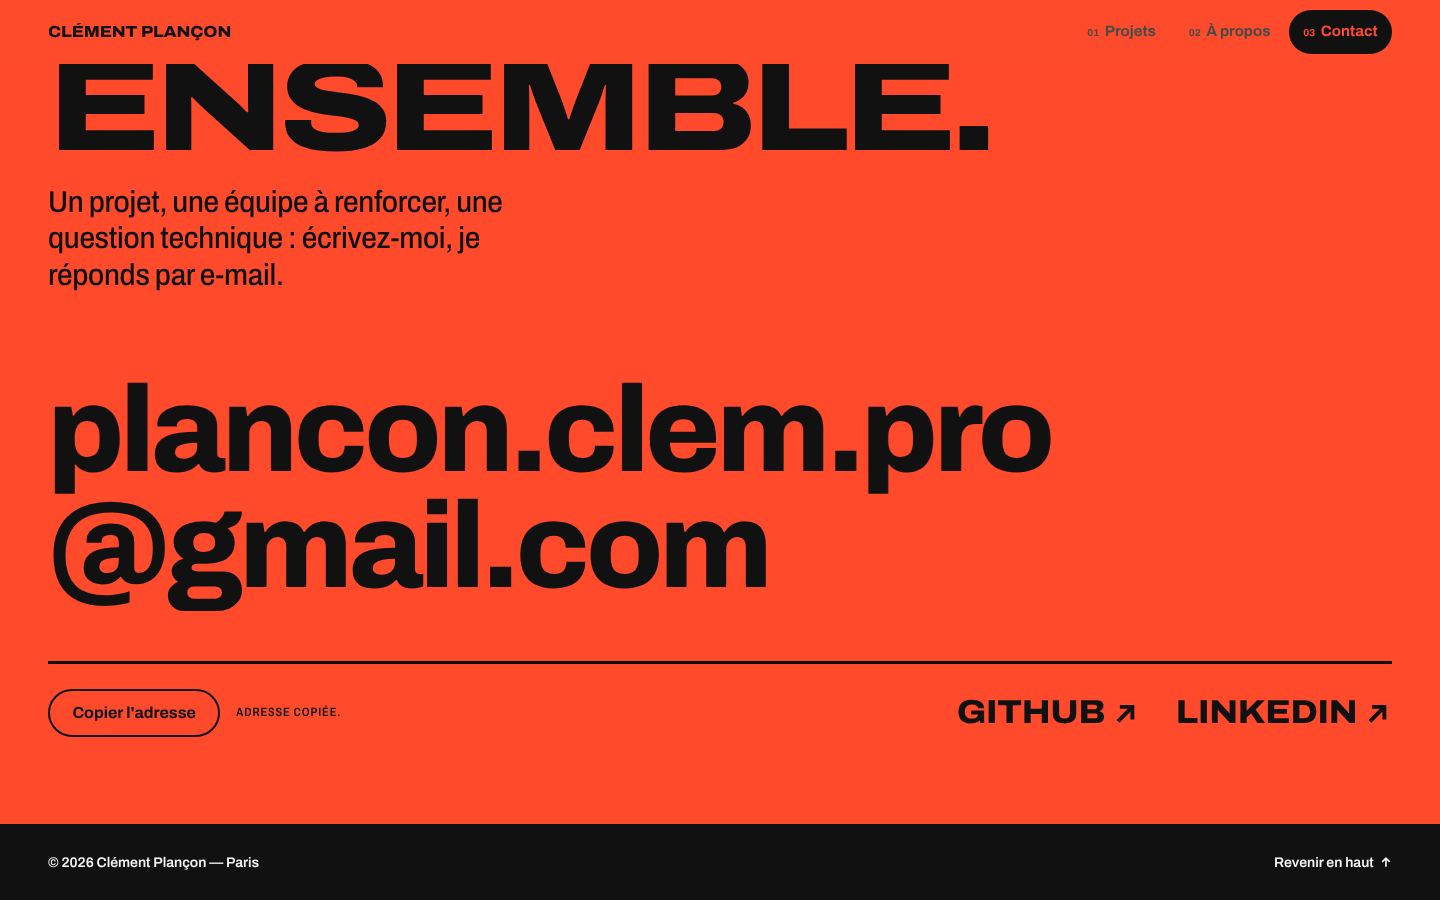 CLÉMENT PLANÇON
01 Projets
02 À propos
03 Contact
ENSEMBLE.
Un projet, une équipe à renforcer, une
question technique : écrivez-moi, je
réponds par e-mail.
plancon.clem.pro
@gmail.com
Copier l'adresse
ADRESSE COPIÉE.
GITHUB ↗
LINKEDIN ↗
© 2026 Clément Plançon — Paris
Revenir en haut ↑